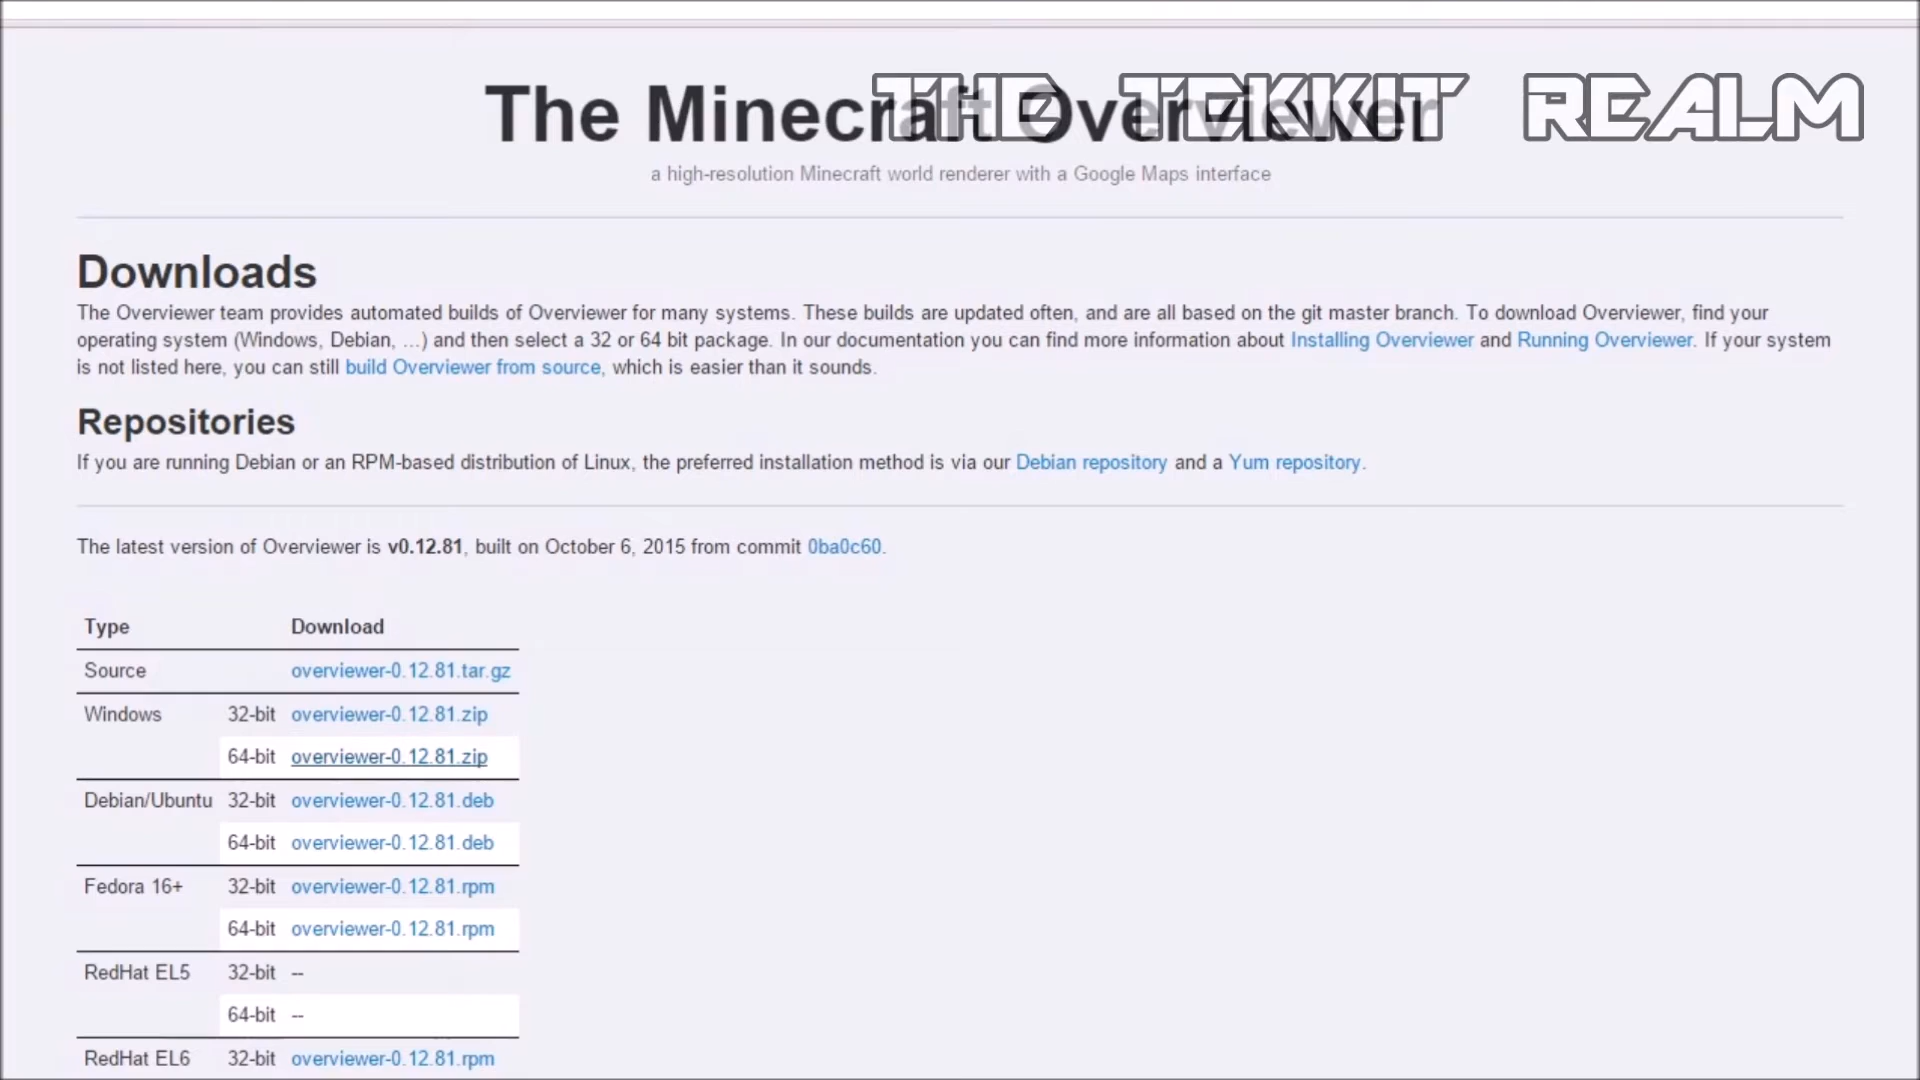 The Minecraft Overviewer
THE TEKKIT REALM
a high-resolution Minecraft world renderer with a Google Maps interface
Downloads
The Overviewer team provides automated builds of Overviewer for many systems. These builds are updated often, and are all based on the git master branch. To download Overviewer, find your
operating system (Windows, Debian, ...) and then select a 32 or 64 bit package. In our documentation you can find more information about Installing Overviewer and Running Overviewer. If your system
is not listed here, you can still build Overviewer from source, which is easier than it sounds.
Repositories
If you are running Debian or an RPM-based distribution of Linux, the preferred installation method is via our Debian repository and a Yum repository.
The latest version of Overviewer is v0.12.81, built on October 6, 2015 from commit 0ba0c60.
Type Download
Source overviewer-0.12.81.tar.gz
Windows 32-bit overviewer-0.12.81.zip
64-bit overviewer-0.12.81.zip
Debian/Ubuntu 32-bit overviewer-0.12.81.deb
64-bit overviewer-0.12.81.deb
Fedora 16+ 32-bit overviewer-0.12.81.rpm
64-bit overviewer-0.12.81.rpm
RedHat EL5 32-bit --
64-bit --
RedHat EL6 32-bit overviewer-0.12.81.rpm